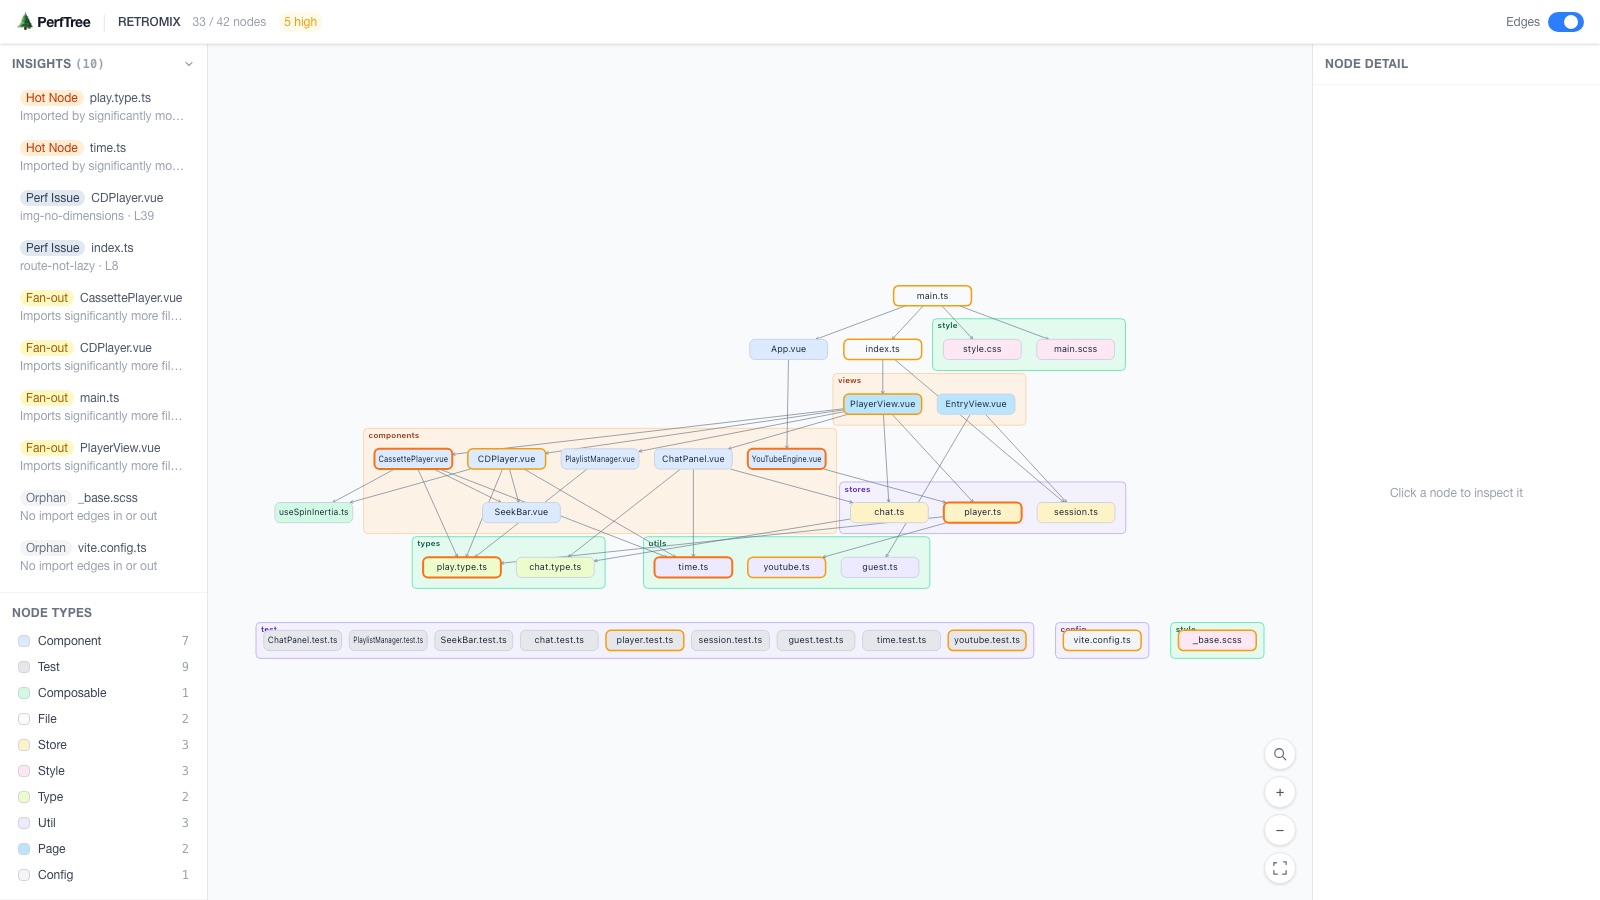 PerfTree RETROMIX 33 / 42 nodes 5 high Edges
INSIGHTS (10)
Hot Node play.type.ts
Imported by significantly mo…
Hot Node time.ts
Imported by significantly mo…
Perf Issue CDPlayer.vue
img-no-dimensions · L39
Perf Issue index.ts
route-not-lazy · L8
Fan-out CassettePlayer.vue
Imports significantly more fil…
Fan-out CDPlayer.vue
Imports significantly more fil…
Fan-out main.ts
Imports significantly more fil…
Fan-out PlayerView.vue
Imports significantly more fil…
Orphan _base.scss
No import edges in or out
Orphan vite.config.ts
No import edges in or out
NODE TYPES
Component 7
Test 9
Composable 1
File 2
Store 3
Style 3
Type 2
Util 3
Page 2
Config 1
main.ts
style
App.vue index.ts style.css main.scss
views
PlayerView.vue EntryView.vue
components
CassettePlayer.vue CDPlayer.vue PlaylistManager.vue ChatPanel.vue YouTubeEngine.vue
stores
useSpinInertia.ts SeekBar.vue chat.ts player.ts session.ts
types utils
play.type.ts chat.type.ts time.ts youtube.ts guest.ts
test config style
ChatPanel.test.ts PlaylistManager.test.ts SeekBar.test.ts chat.test.ts player.test.ts session.test.ts guest.test.ts time.test.ts youtube.test.ts vite.config.ts _base.scss
NODE DETAIL
Click a node to inspect it
+
−